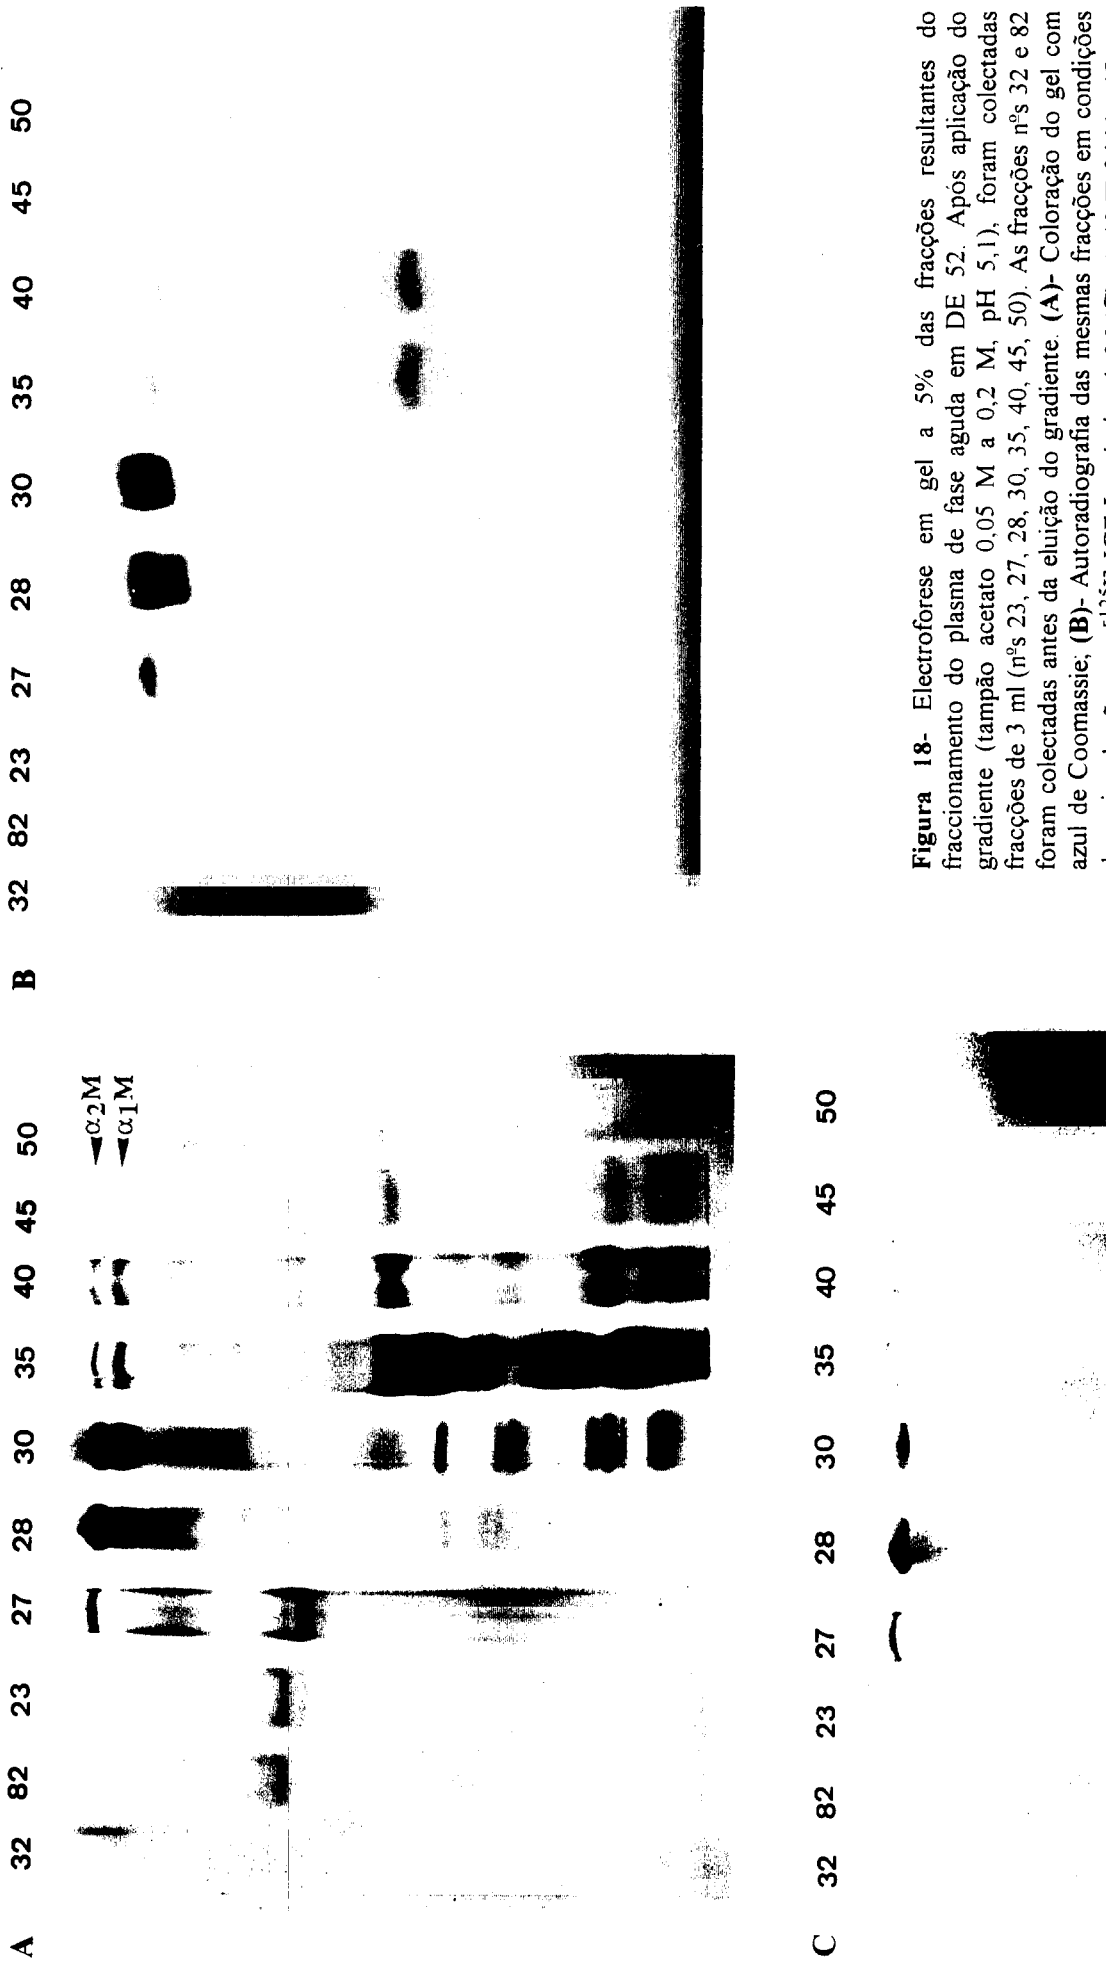 A 32 82 23 27 28 30 35 40 45 50
α2M
α1M
B 32 82 23 27 28 30 35 40 45 50
C 32 82 23 27 28 30 35 40 45 50
Figura 18- Electroforese em gel a 5% das fracções resultantes do
fraccionamento do plasma de fase aguda em DE 52. Após aplicação do
gradiente (tampão acetato 0,05 M a 0,2 M, pH 5,1), foram colectadas
fracções de 3 ml (nºs 23, 27, 28, 30, 35, 40, 45, 50). As fracções nºs 32 e 82
foram colectadas antes da eluição do gradiente. (A)- Coloração do gel com
azul de Coomassie; (B)- Autoradiografia das mesmas fracções em condições